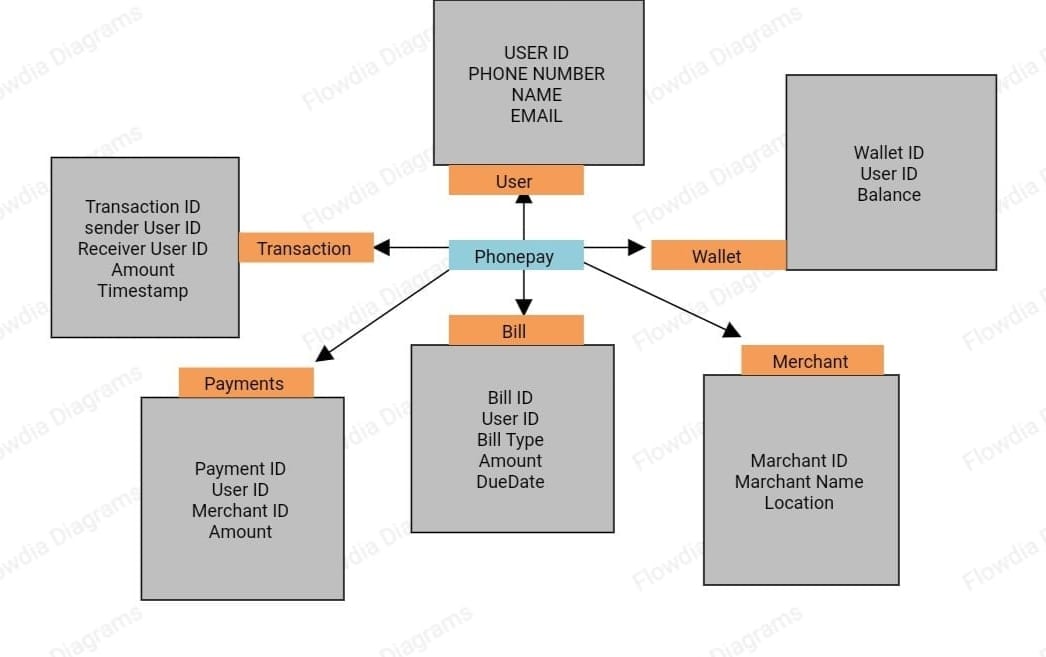 USER ID
PHONE NUMBER
NAME
EMAIL
User
Wallet ID
User ID
Balance
Wallet
Transaction ID
sender User ID
Receiver User ID
Amount
Timestamp
Transaction
Phonepay
Bill
Bill ID
User ID
Bill Type
Amount
DueDate
Merchant
Marchant ID
Marchant Name
Location
Payments
Payment ID
User ID
Merchant ID
Amount
Flowdia Diagrams